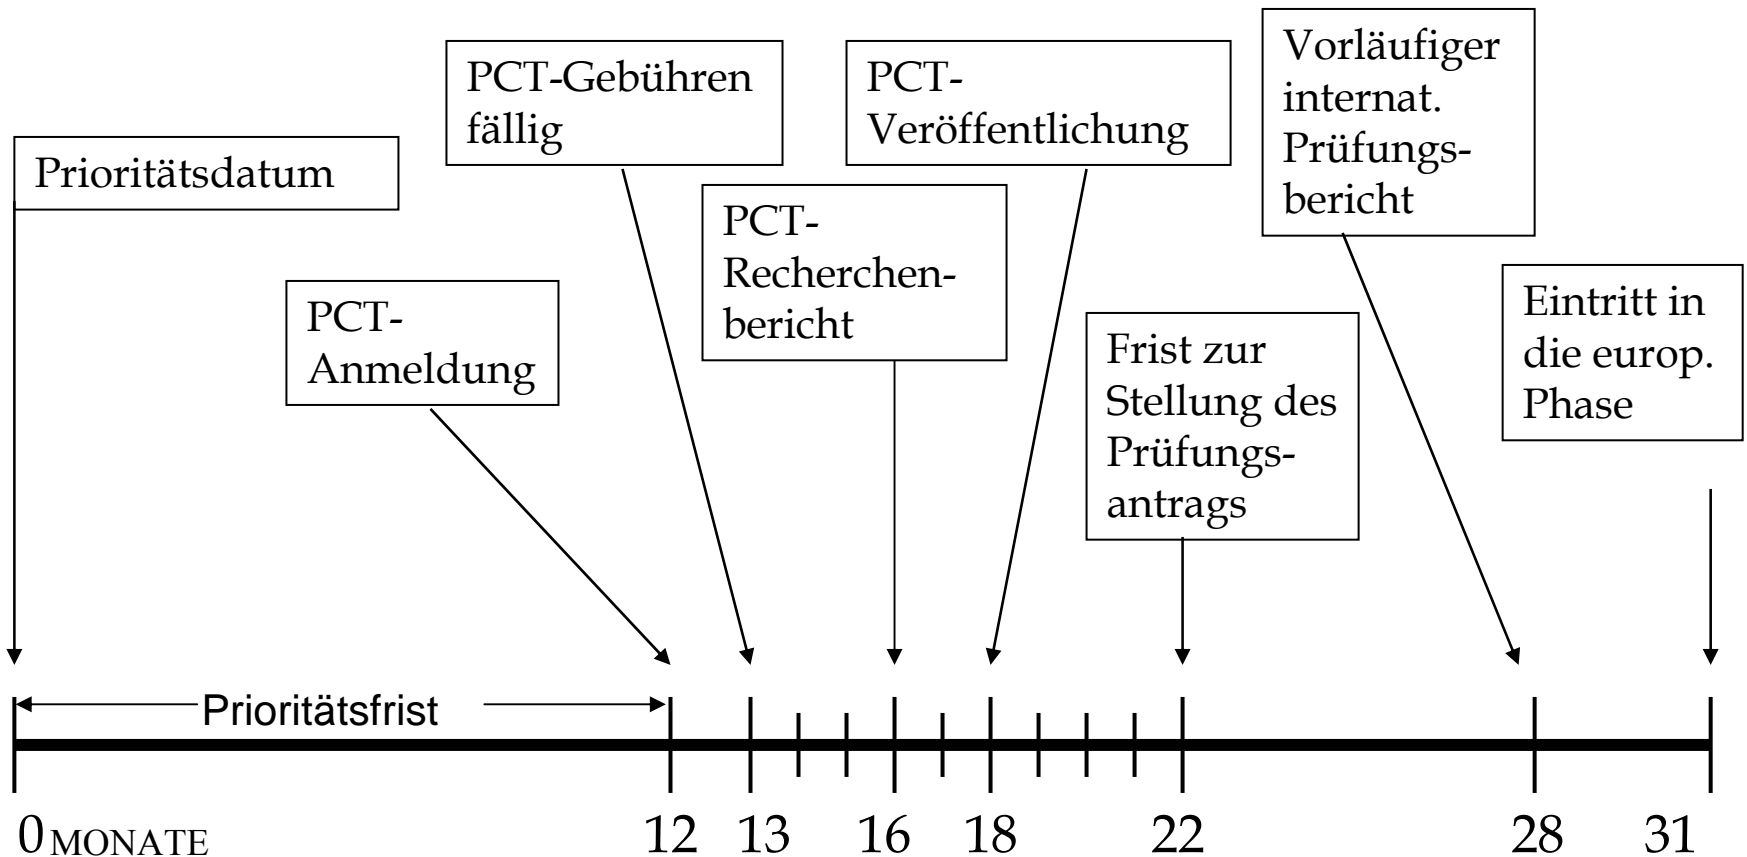 Prioritätsdatum
PCT-
Anmeldung
PCT-Gebühren
fällig
PCT-
Recherchen-
bericht
PCT-
Veröffentlichung
Frist zur
Stellung des
Prüfungs-
antrags
Vorläufiger
internat.
Prüfungs-
bericht
Eintritt in
die europ.
Phase
Prioritätsfrist
0 MONATE 12 13 16 18 22 28 31